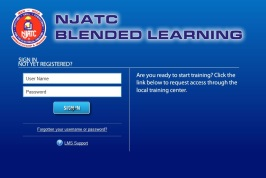 NJATC
NJATC
BLENDED LEARNING
SIGN IN
NOT YET REGISTERED?
User Name
Password
SIGN IN
Forgotten your username or password?
LMS Support
Are you ready to start training? Click the
link below to request access through the
local training center.